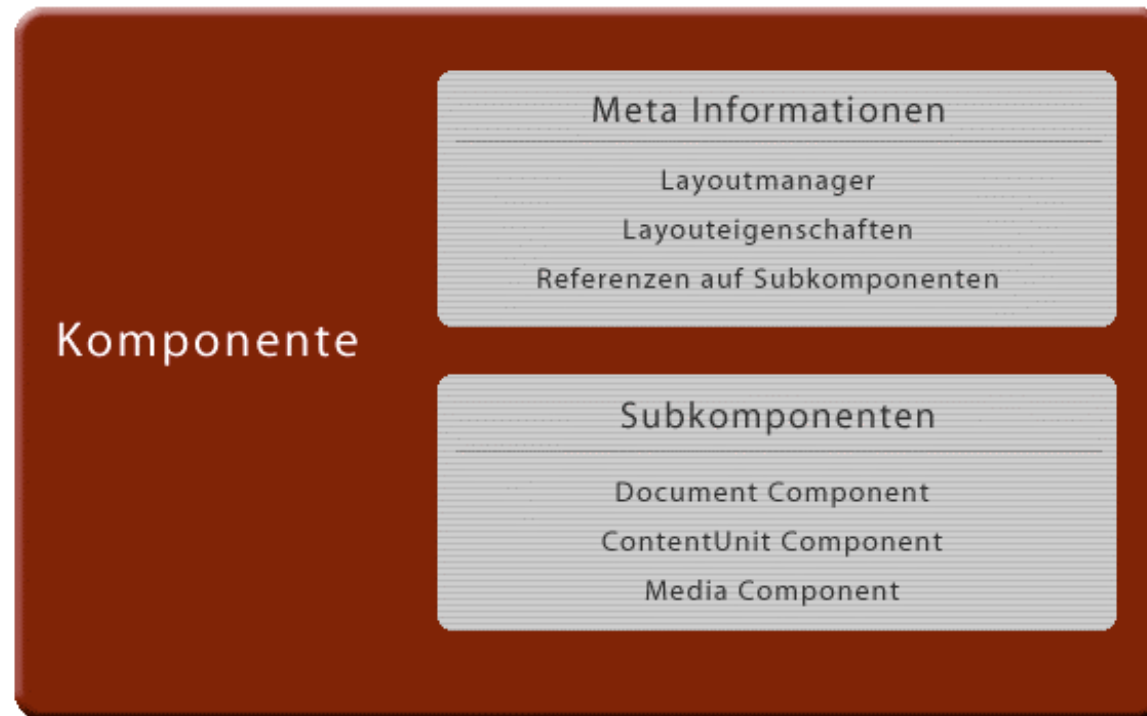 Komponente
Meta Informationen
Layoutmanager
Layouteigenschaften
Referenzen auf Subkomponenten
Subkomponenten
Document Component
ContentUnit Component
Media Component